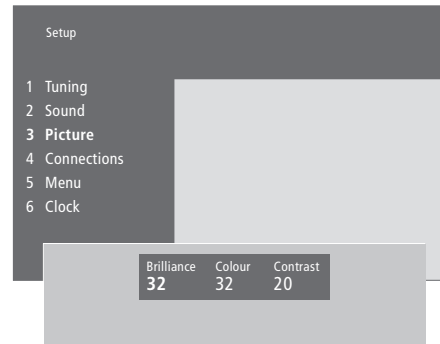 Setup
1 Tuning
2 Sound
3 Picture
4 Connections
5 Menu
6 Clock
Brilliance Colour Contrast
32 32 20